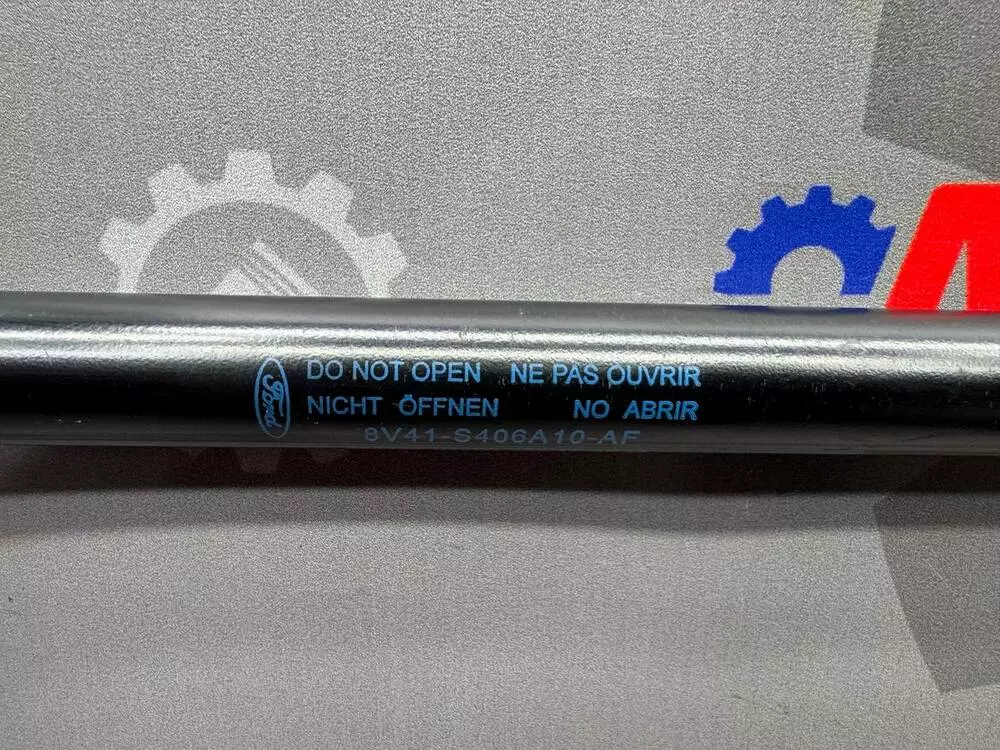 Ford
DO NOT OPEN NE PAS OUVRIR
NICHT ÖFFNEN NO ABRIR
8V41-S406A10-AF